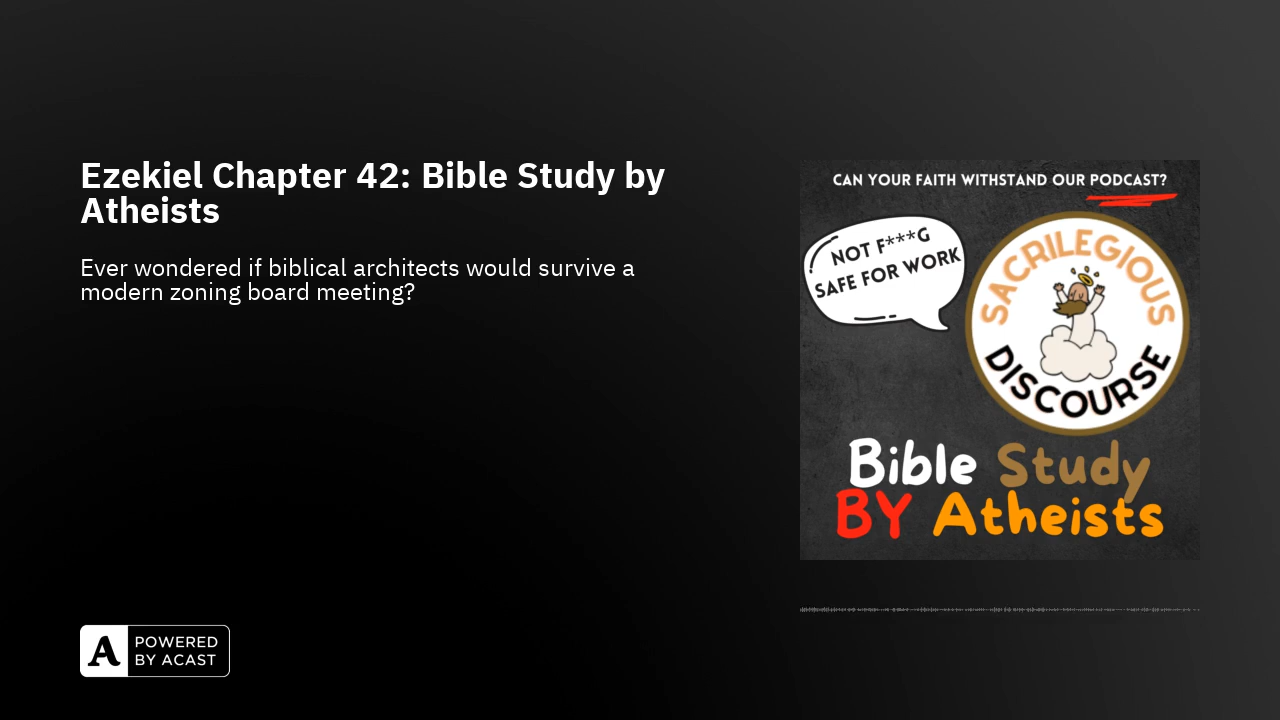 Ezekiel Chapter 42: Bible Study by
Atheists
Ever wondered if biblical architects would survive a
modern zoning board meeting?
CAN YOUR FAITH WITHSTAND OUR PODCAST?
NOT F***G
SAFE FOR WORK
SACRILEGIOUS
DISCOURSE
Bible Study
BY Atheists
A
POWERED
BY ACAST